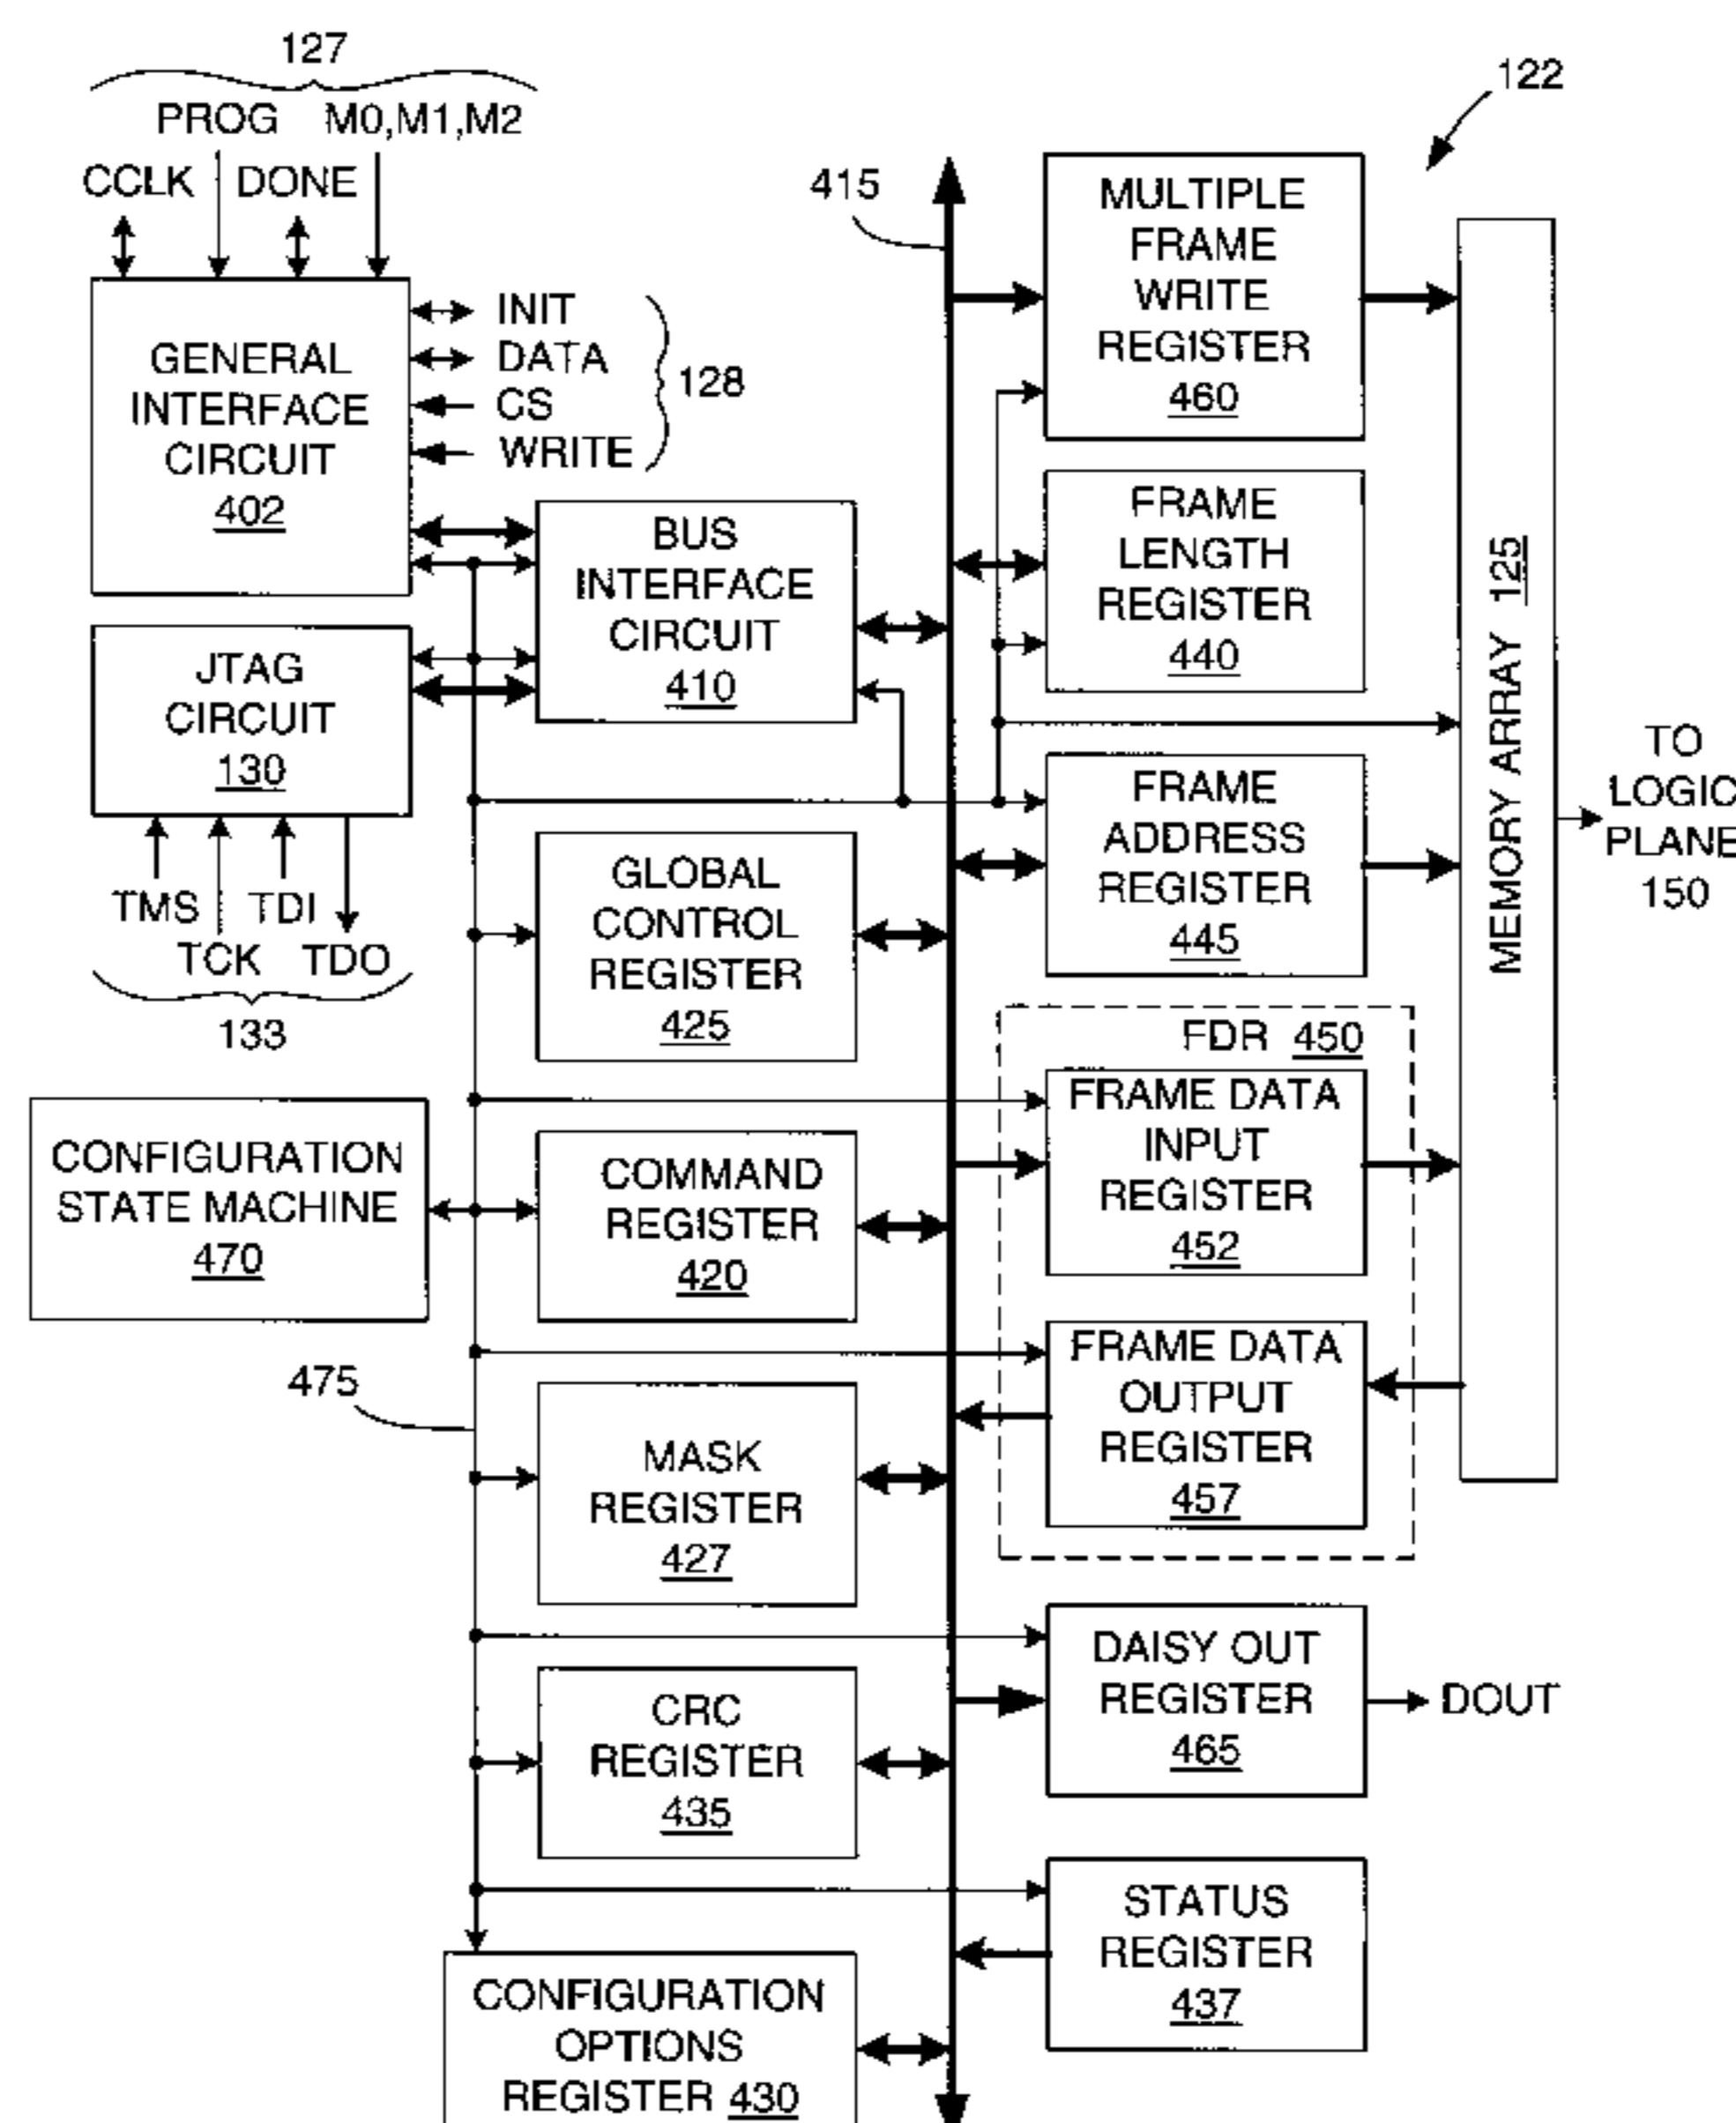 127
PROG M0,M1,M2
CCLK DONE
122
415
GENERAL
INTERFACE
CIRCUIT
402
INIT
DATA
CS
WRITE
128
MULTIPLE
FRAME
WRITE
REGISTER
460
BUS
INTERFACE
CIRCUIT
410
FRAME
LENGTH
REGISTER
440
JTAG
CIRCUIT
130
TMS TDI
TCK TDO
133
MEMORY ARRAY 125
TO
LOGIC
PLANE
150
FRAME
ADDRESS
REGISTER
445
GLOBAL
CONTROL
REGISTER
425
FDR 450
FRAME DATA
INPUT
REGISTER
452
CONFIGURATION
STATE MACHINE
470
COMMAND
REGISTER
420
FRAME DATA
OUTPUT
REGISTER
457
475
MASK
REGISTER
427
DAISY OUT
REGISTER
465
DOUT
CRC
REGISTER
435
STATUS
REGISTER
437
CONFIGURATION
OPTIONS
REGISTER 430